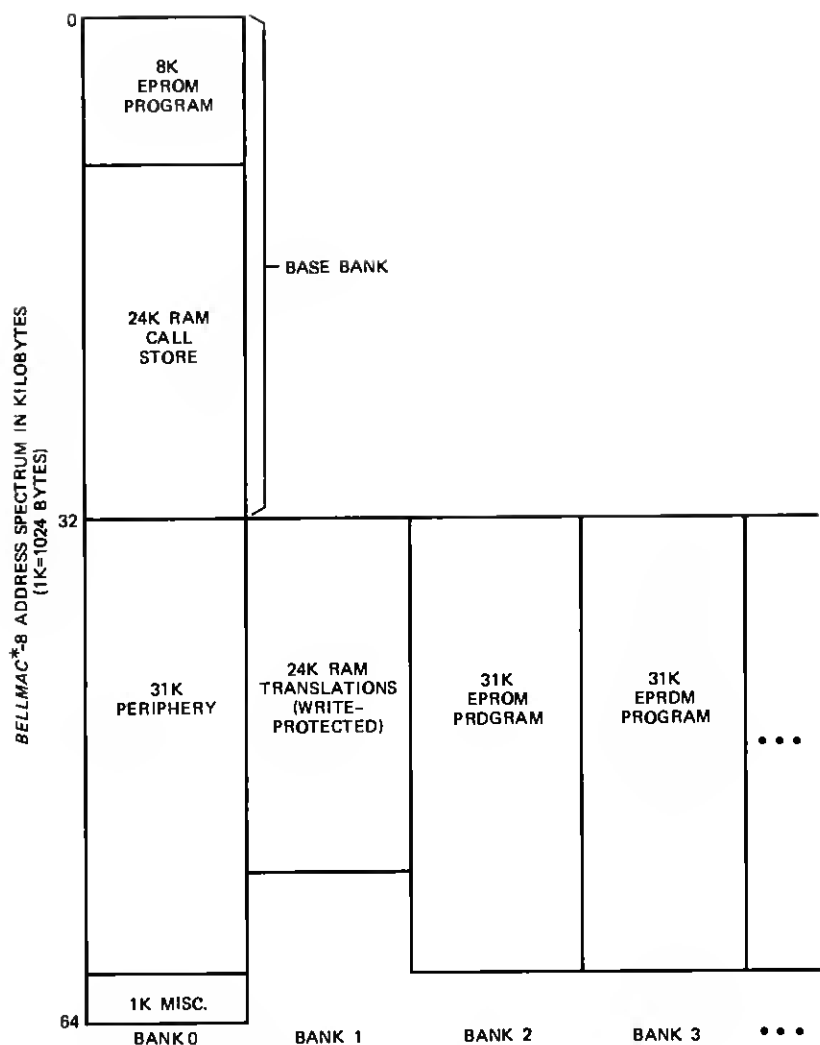 0
8K
EPROM
PROGRAM
BASE BANK
24K RAM
CALL
STORE
BELLMAC*-8 ADDRESS SPECTRUM IN KILOBYTES
(1K=1024 BYTES)
32
31K
PERIPHERY
24K RAM
TRANSLATIONS
(WRITE-
PROTECTED)
31K
EPROM
PRDGRAM
31K
EPRDM
PROGRAM
•••
1K MISC.
64
BANK 0
BANK 1
BANK 2
BANK 3
•••